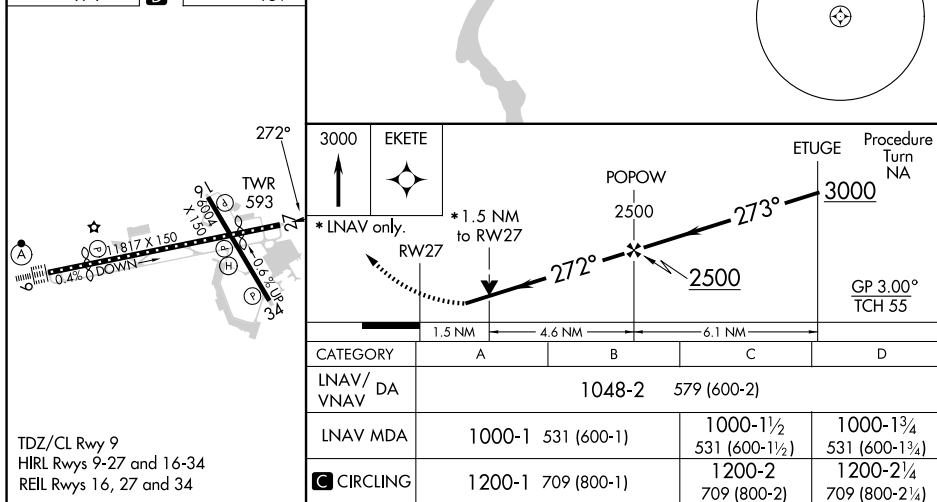 272°
TWR
593
16
6004
X 150
27
11817 X 150
0.4% DOWN
A
P
P
P
P
H
9
0.6% UP
34
TDZ/CL Rwy 9
HIRL Rwys 9-27 and 16-34
REIL Rwys 16, 27 and 34
3000
EKETE
* LNAV only.
RW27
* 1.5 NM
to RW27
POPOW
2500
ETUGE
Procedure
Turn
NA
3000
273°
272°
2500
GP 3.00°
TCH 55
1.5 NM
4.6 NM
6.1 NM
CATEGORY A B C D
LNAV/
VNAV DA 1048-2 579 (600-2)
LNAV MDA 1000-1 531 (600-1) 1000-1½ 531 (600-1½) 1000-1¾ 531 (600-1¾)
C CIRCLING 1200-1 709 (800-1) 1200-2 709 (800-2) 1200-2¼ 709 (800-2¼)